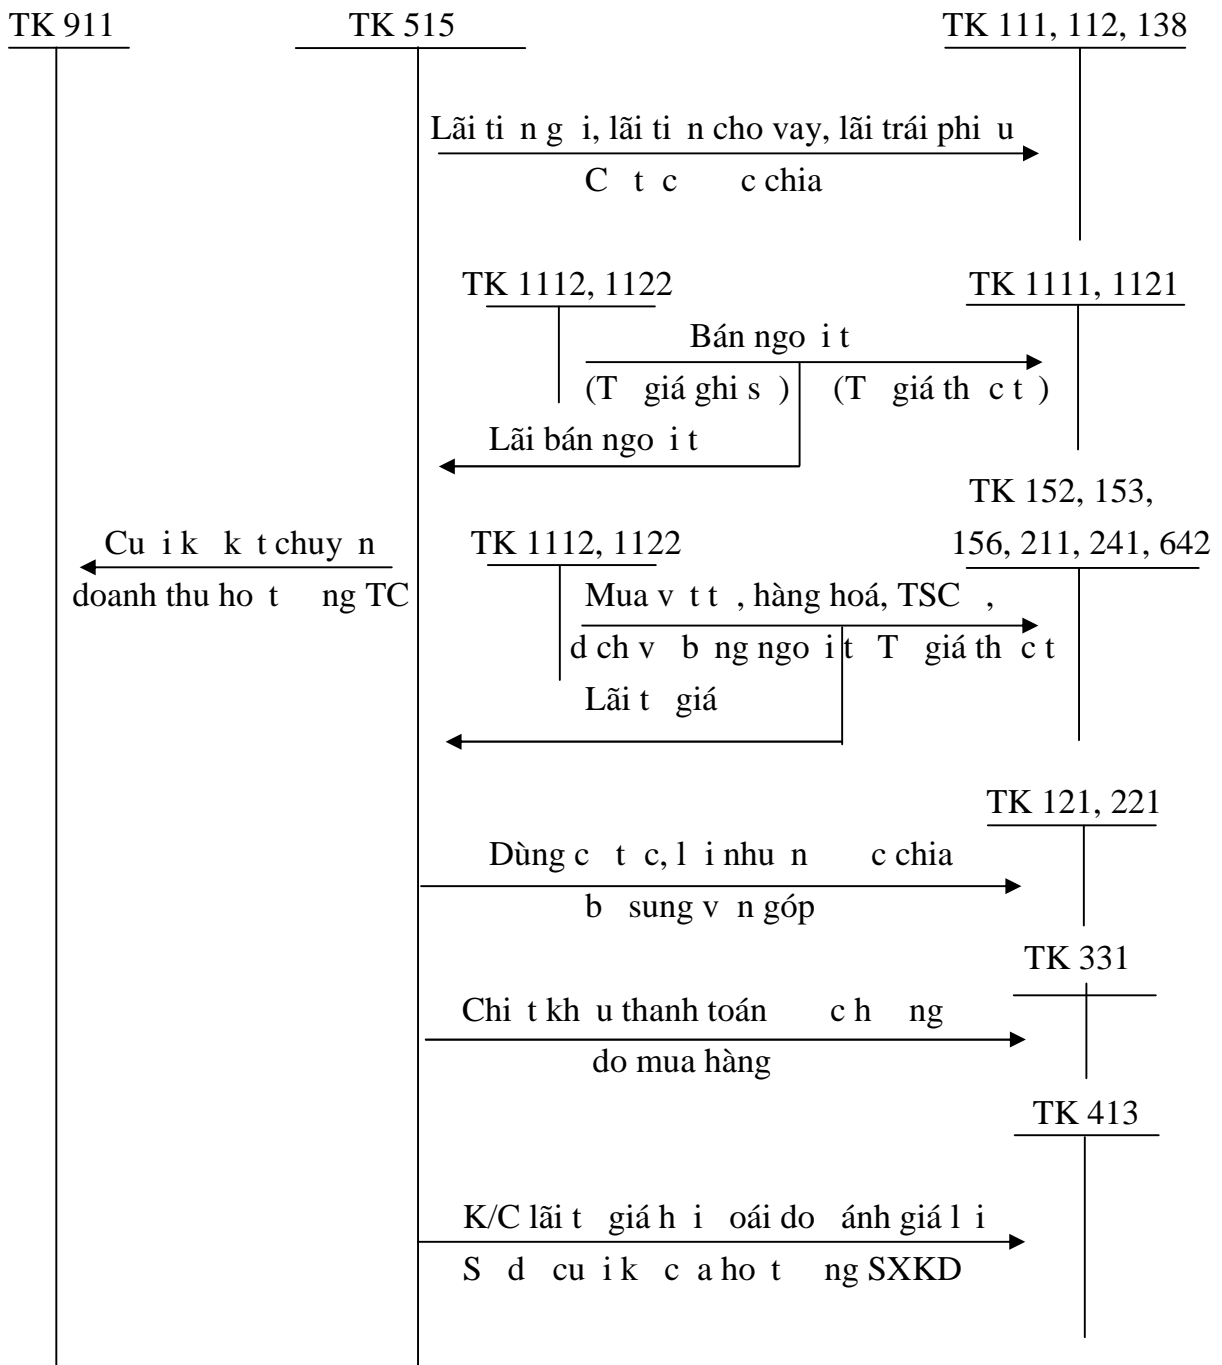 TK 911
TK 515
TK 111, 112, 138
Lãi ti n g i, lãi ti n cho vay, lãi trái phi u
C t c c chia
TK 1112, 1122
TK 1111, 1121
Bán ngo i t
(T giá ghi s )
(T giá th c t )
Lãi bán ngo i t
TK 152, 153,
156, 211, 241, 642
Cu i k k t chuy n
doanh thu ho t ng TC
TK 1112, 1122
Mua v t t , hàng hoá, TSC ,
d ch v b ng ngo i t T giá th c t
Lãi t giá
TK 121, 221
Dùng c t c, l i nhu n c chia
b sung v n góp
TK 331
Chi t kh u thanh toán c h ng
do mua hàng
TK 413
K/C lãi t giá h i oái do ánh giá l i
S d cu i k c a ho t ng SXKD